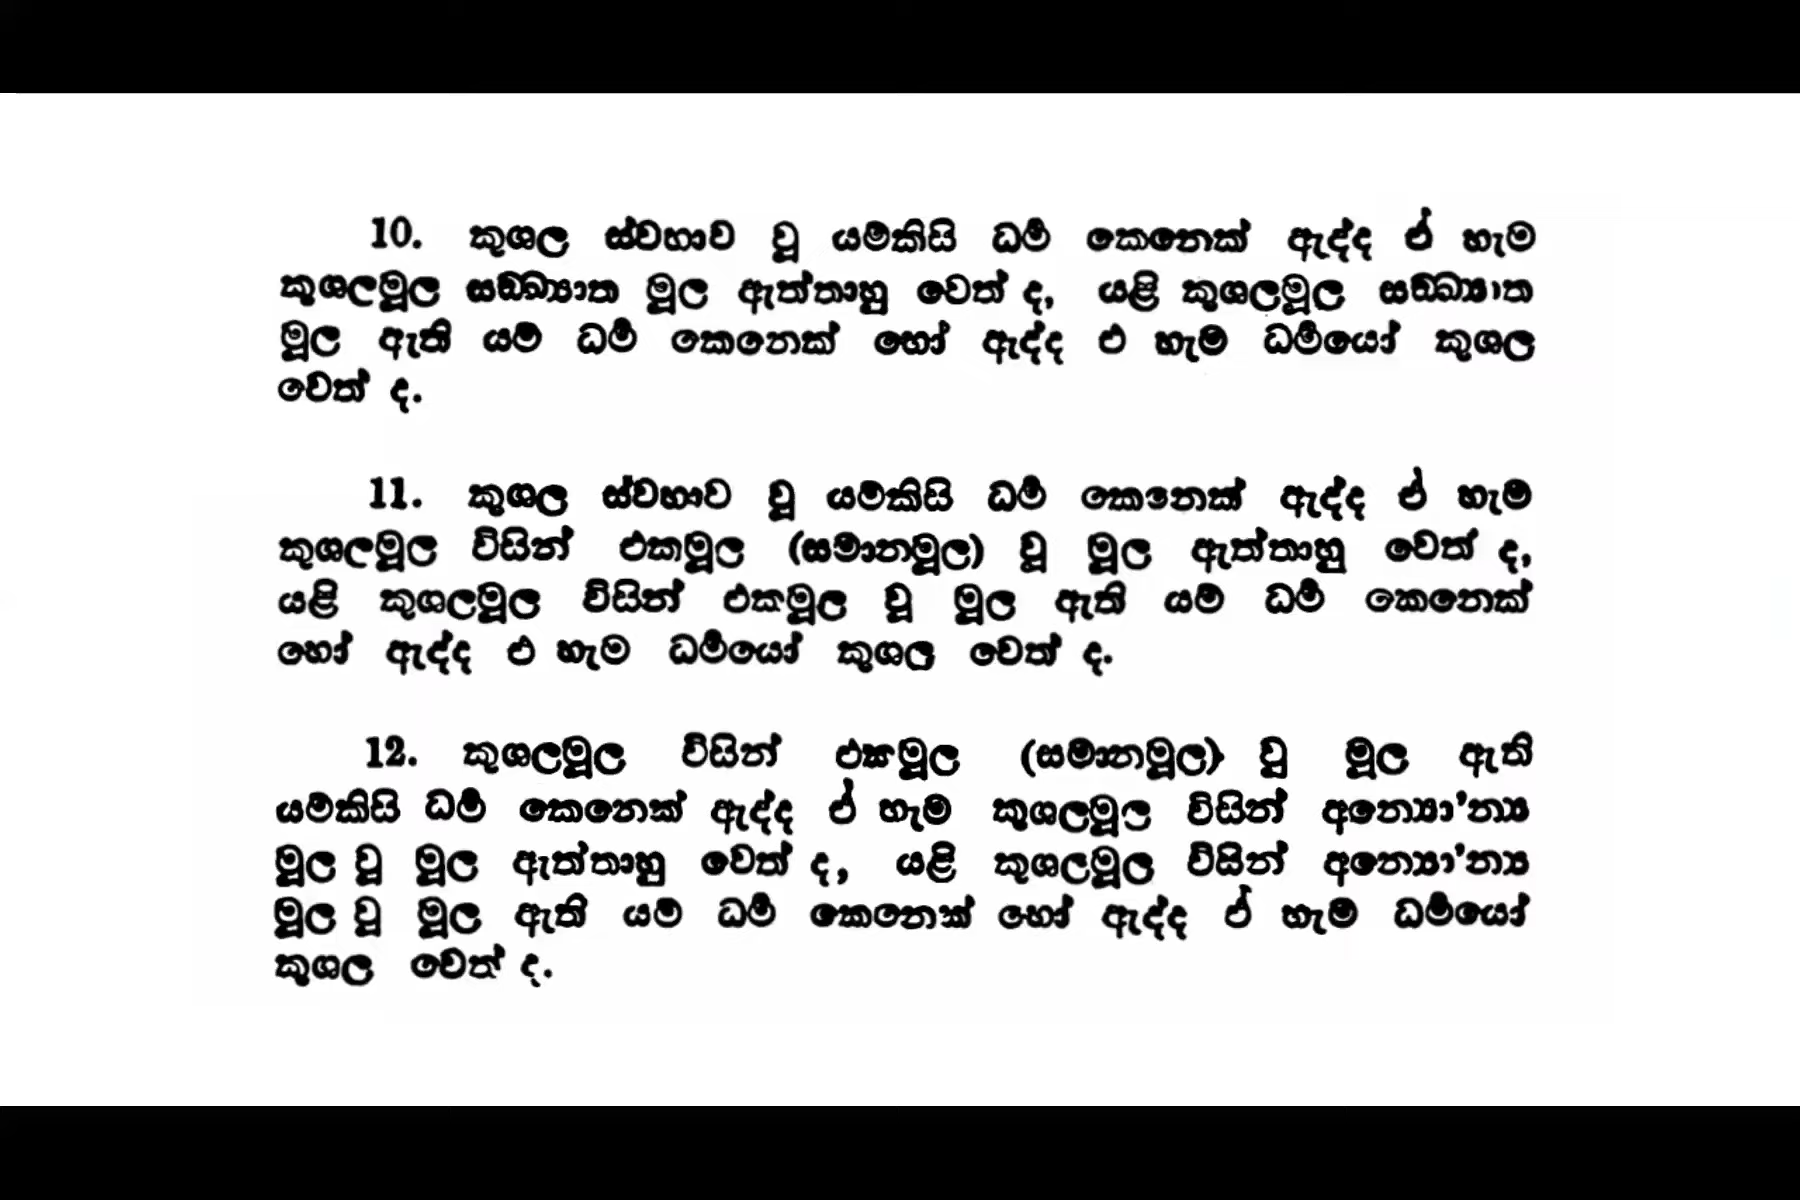 10. කුශල ස්වභාව වූ යම්කිසි ධර්ම කෙනෙක් ඇද්ද ඒ හැම
කුශලමූල සඞ්ඛ්‍යාත මූල ඇත්තාහු වෙත් ද, යළි කුශලමූල සඞ්ඛ්‍යාත
මූල ඇති යම් ධර්ම කෙනෙක් හෝ ඇද්ද එ හැම ධර්මයෝ කුශල
වෙත් ද.
11. කුශල ස්වභාව වූ යම්කිසි ධර්ම කෙනෙක් ඇද්ද ඒ හැම
කුශලමූල විසින් එකමූල (සමානමූල) වූ මූල ඇත්තාහු වෙත් ද,
යළි කුශලමූල විසින් එකමූල වූ මූල ඇති යම් ධර්ම කෙනෙක්
හෝ ඇද්ද එ හැම ධර්මයෝ කුශල වෙත් ද.
12. කුශලමූල විසින් එකමූල (සමානමූල) වූ මූල ඇති
යම්කිසි ධර්ම කෙනෙක් ඇද්ද ඒ හැම කුශලමූල විසින් අන්‍යො'න්‍ය
මූල වූ මූල ඇත්තාහු වෙත් ද, යළි කුශලමූල විසින් අන්‍යො'න්‍ය
මූල වූ මූල ඇති යම් ධර්ම කෙනෙක් හෝ ඇද්ද ඒ හැම ධර්මයෝ
කුශල වෙත් ද.